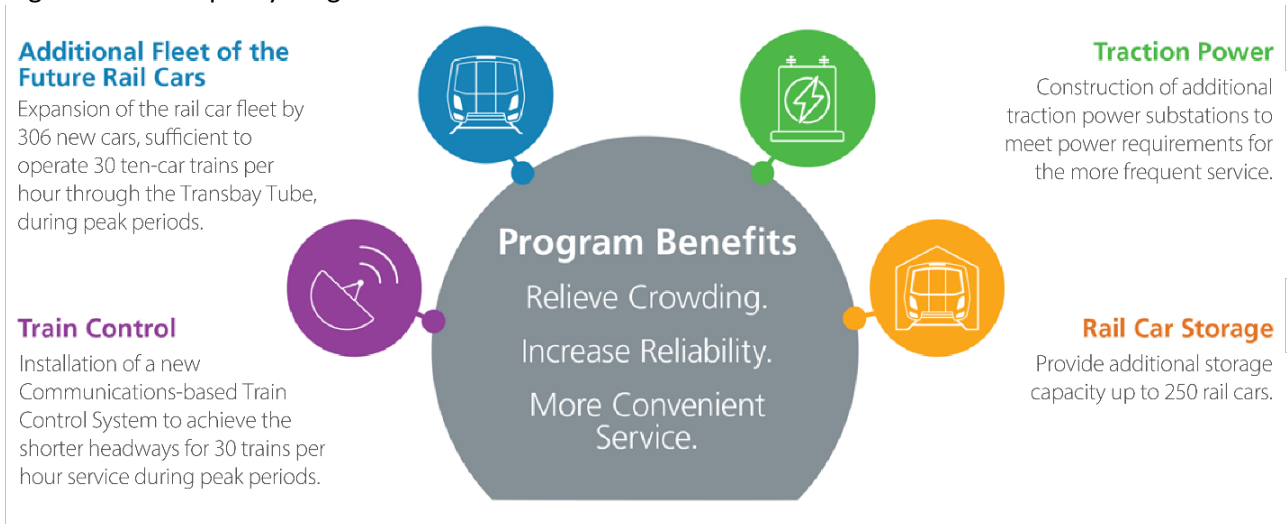 Additional Fleet of the
Future Rail Cars
Expansion of the rail car fleet by
306 new cars, sufficient to
operate 30 ten-car trains per
hour through the Transbay Tube,
during peak periods.
Train Control
Installation of a new
Communications-based Train
Control System to achieve the
shorter headways for 30 trains per
hour service during peak periods.
Program Benefits
Relieve Crowding.
Increase Reliability.
More Convenient
Service.
Traction Power
Construction of additional
traction power substations to
meet power requirements for
the more frequent service.
Rail Car Storage
Provide additional storage
capacity up to 250 rail cars.